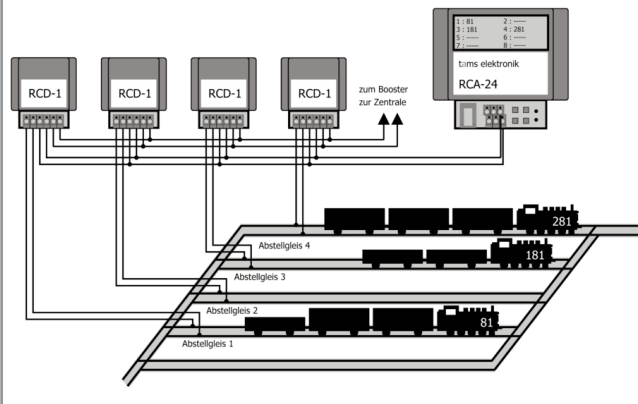 1 : 81 2 : -----
3 : 181 4 : 281
5 : ----- 6 : -----
7 : ----- 8 : -----
tams elektronik
RCA-24
RCD-1
RCD-1
RCD-1
RCD-1
zum Booster
zur Zentrale
281
Abstellgleis 4
181
Abstellgleis 3
Abstellgleis 2
81
Abstellgleis 1